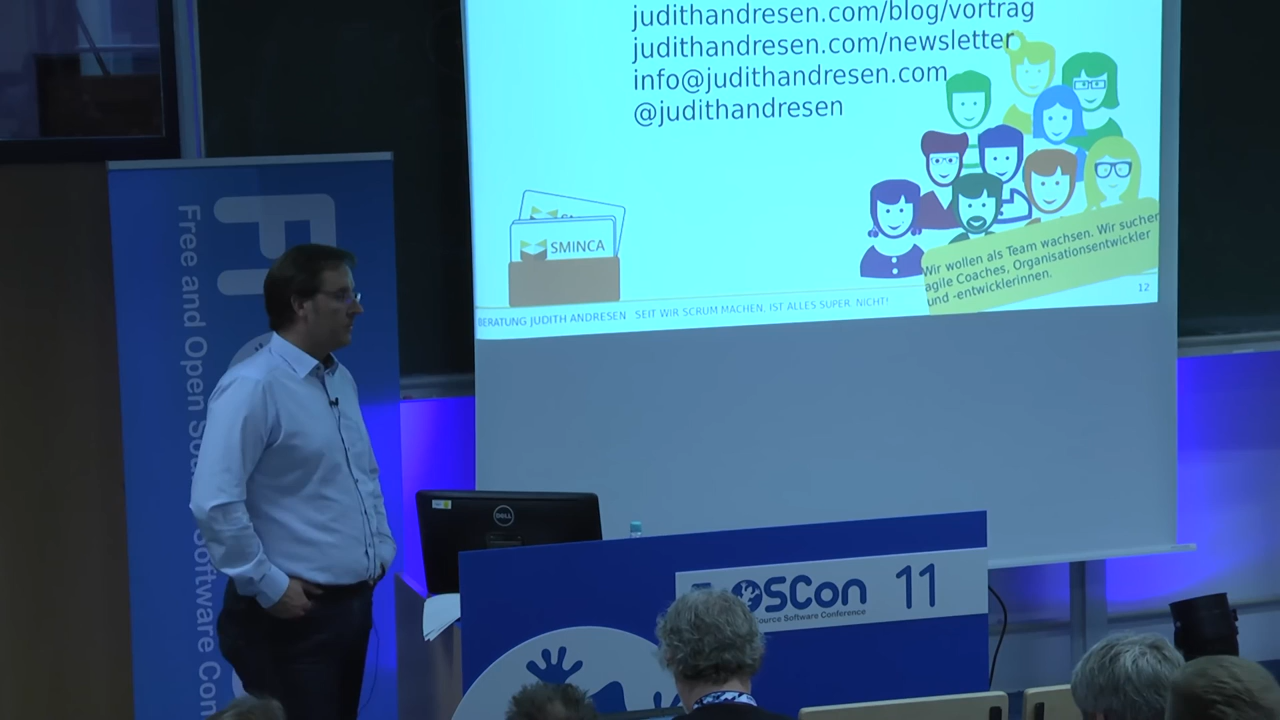 judithandresen.com/blog/vortrag
judithandresen.com/newsletter
info@judithandresen.com
@judithandresen
SMINCA
Wir wollen als Team wachsen. Wir suchen
agile Coaches, Organisationsentwickler
und -entwicklerinnen.
BERATUNG JUDITH ANDRESEN SEIT WIR SCRUM MACHEN, IST ALLES SUPER. NICHT!
12
Free and Open Software Con
DELL
OSCon 11
Source Software Conference